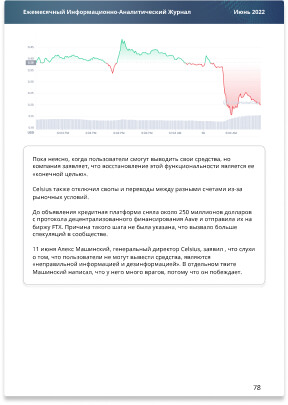 Ежемесячный Информационно-Аналитический Журнал Июнь 2022
Пока неясно, когда пользователи смогут выводить свои средства, но
компания заявляет, что восстановление этой функциональности является ее
«конечной целью».
Celsius также отключил свопы и переводы между разными счетами из-за
рыночных условий.
До объявления кредитная платформа сняла около 250 миллионов долларов
с протокола децентрализованного финансирования Aave и отправила их на
биржу FTX. Причина такого шага не была указана, что вызвало больше
спекуляций в сообществе.
11 июня Алекс Машинский, генеральный директор Celsius, заявил , что слухи
о том, что пользователи не могут вывести средства, являются
«неправильной информацией и дезинформацией». В отдельном твите
Машинский написал, что у него много врагов, потому что он побеждает.
78